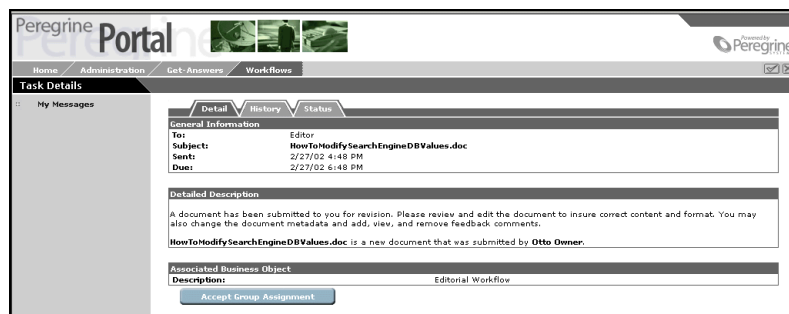 Peregrine Portal
Powered by
Peregrine
Home Administration Get-Answers Workflows
Task Details
My Messages
Detail History Status
General Information
To: Editor
Subject: HowToModifySearchEngineDBValues.doc
Sent: 2/27/02 4:48 PM
Due: 2/27/02 6:48 PM
Detailed Description
A document has been submitted to you for revision. Please review and edit the document to insure correct content and format. You may
also change the document metadata and add, view, and remove feedback comments.
HowToModifySearchEngineDBValues.doc is a new document that was submitted by Otto Owner.
Associated Business Object
Description: Editorial Workflow
Accept Group Assignment